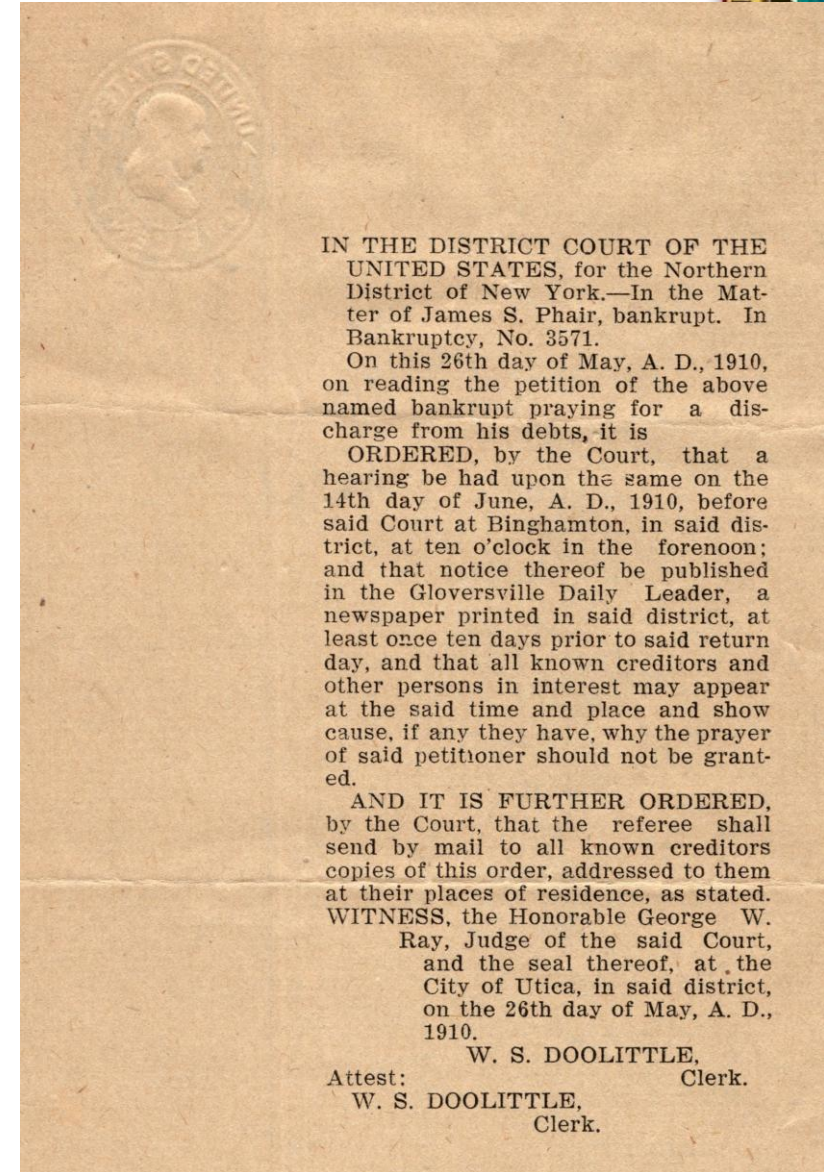 UNITED STATES
IN THE DISTRICT COURT OF THE
UNITED STATES, for the Northern
District of New York.—In the Mat-
ter of James S. Phair, bankrupt. In
Bankruptcy, No. 3571.
On this 26th day of May, A. D., 1910,
on reading the petition of the above
named bankrupt praying for a dis-
charge from his debts, it is
ORDERED, by the Court, that a
hearing be had upon the same on the
14th day of June, A. D., 1910, before
said Court at Binghamton, in said dis-
trict, at ten o'clock in the forenoon;
and that notice thereof be published
in the Gloversville Daily Leader, a
newspaper printed in said district, at
least once ten days prior to said return
day, and that all known creditors and
other persons in interest may appear
at the said time and place and show
cause, if any they have, why the prayer
of said petitioner should not be grant-
ed.
AND IT IS FURTHER ORDERED,
by the Court, that the referee shall
send by mail to all known creditors
copies of this order, addressed to them
at their places of residence, as stated.
WITNESS, the Honorable George W.
Ray, Judge of the said Court,
and the seal thereof, at the
City of Utica, in said district,
on the 26th day of May, A. D.,
1910.
W. S. DOOLITTLE,
Attest: Clerk.
W. S. DOOLITTLE,
Clerk.